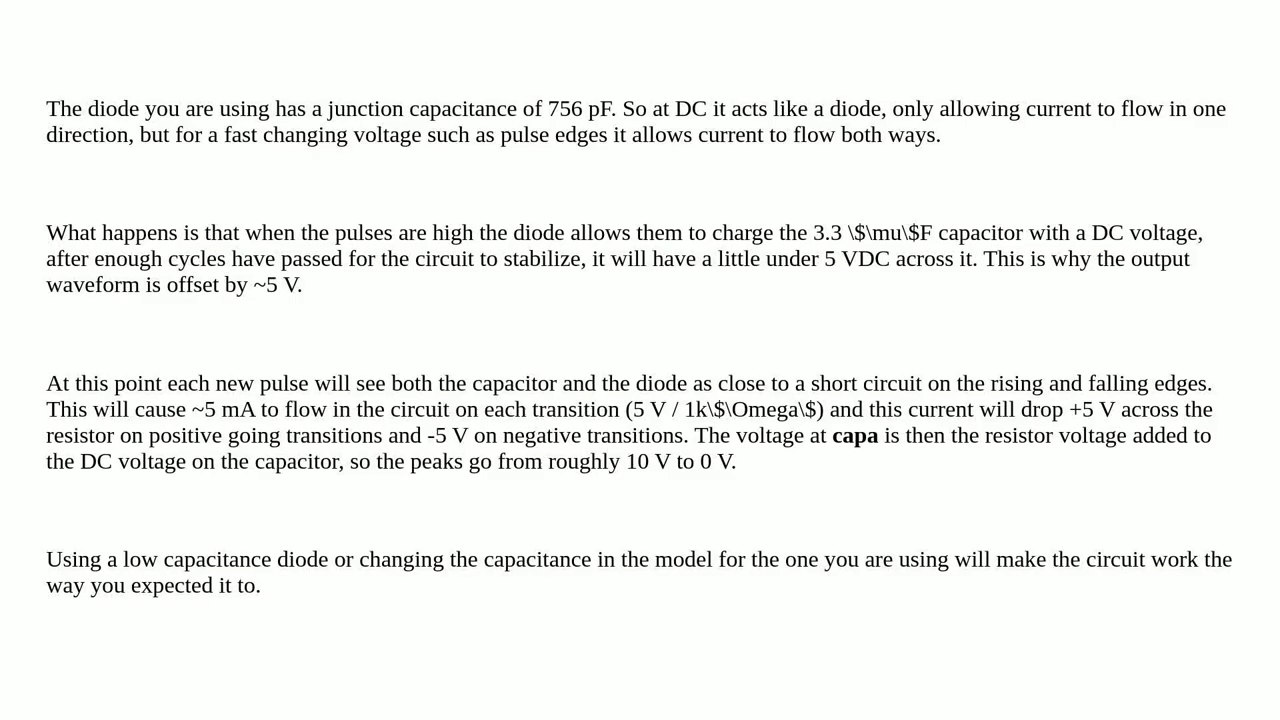 The diode you are using has a junction capacitance of 756 pF. So at DC it acts like a diode, only allowing current to flow in one
direction, but for a fast changing voltage such as pulse edges it allows current to flow both ways.
What happens is that when the pulses are high the diode allows them to charge the 3.3 \$\mu\$F capacitor with a DC voltage,
after enough cycles have passed for the circuit to stabilize, it will have a little under 5 VDC across it. This is why the output
waveform is offset by ~5 V.
At this point each new pulse will see both the capacitor and the diode as close to a short circuit on the rising and falling edges.
This will cause ~5 mA to flow in the circuit on each transition (5 V / 1k\$\Omega\$) and this current will drop +5 V across the
resistor on positive going transitions and -5 V on negative transitions. The voltage at capa is then the resistor voltage added to
the DC voltage on the capacitor, so the peaks go from roughly 10 V to 0 V.
Using a low capacitance diode or changing the capacitance in the model for the one you are using will make the circuit work the
way you expected it to.